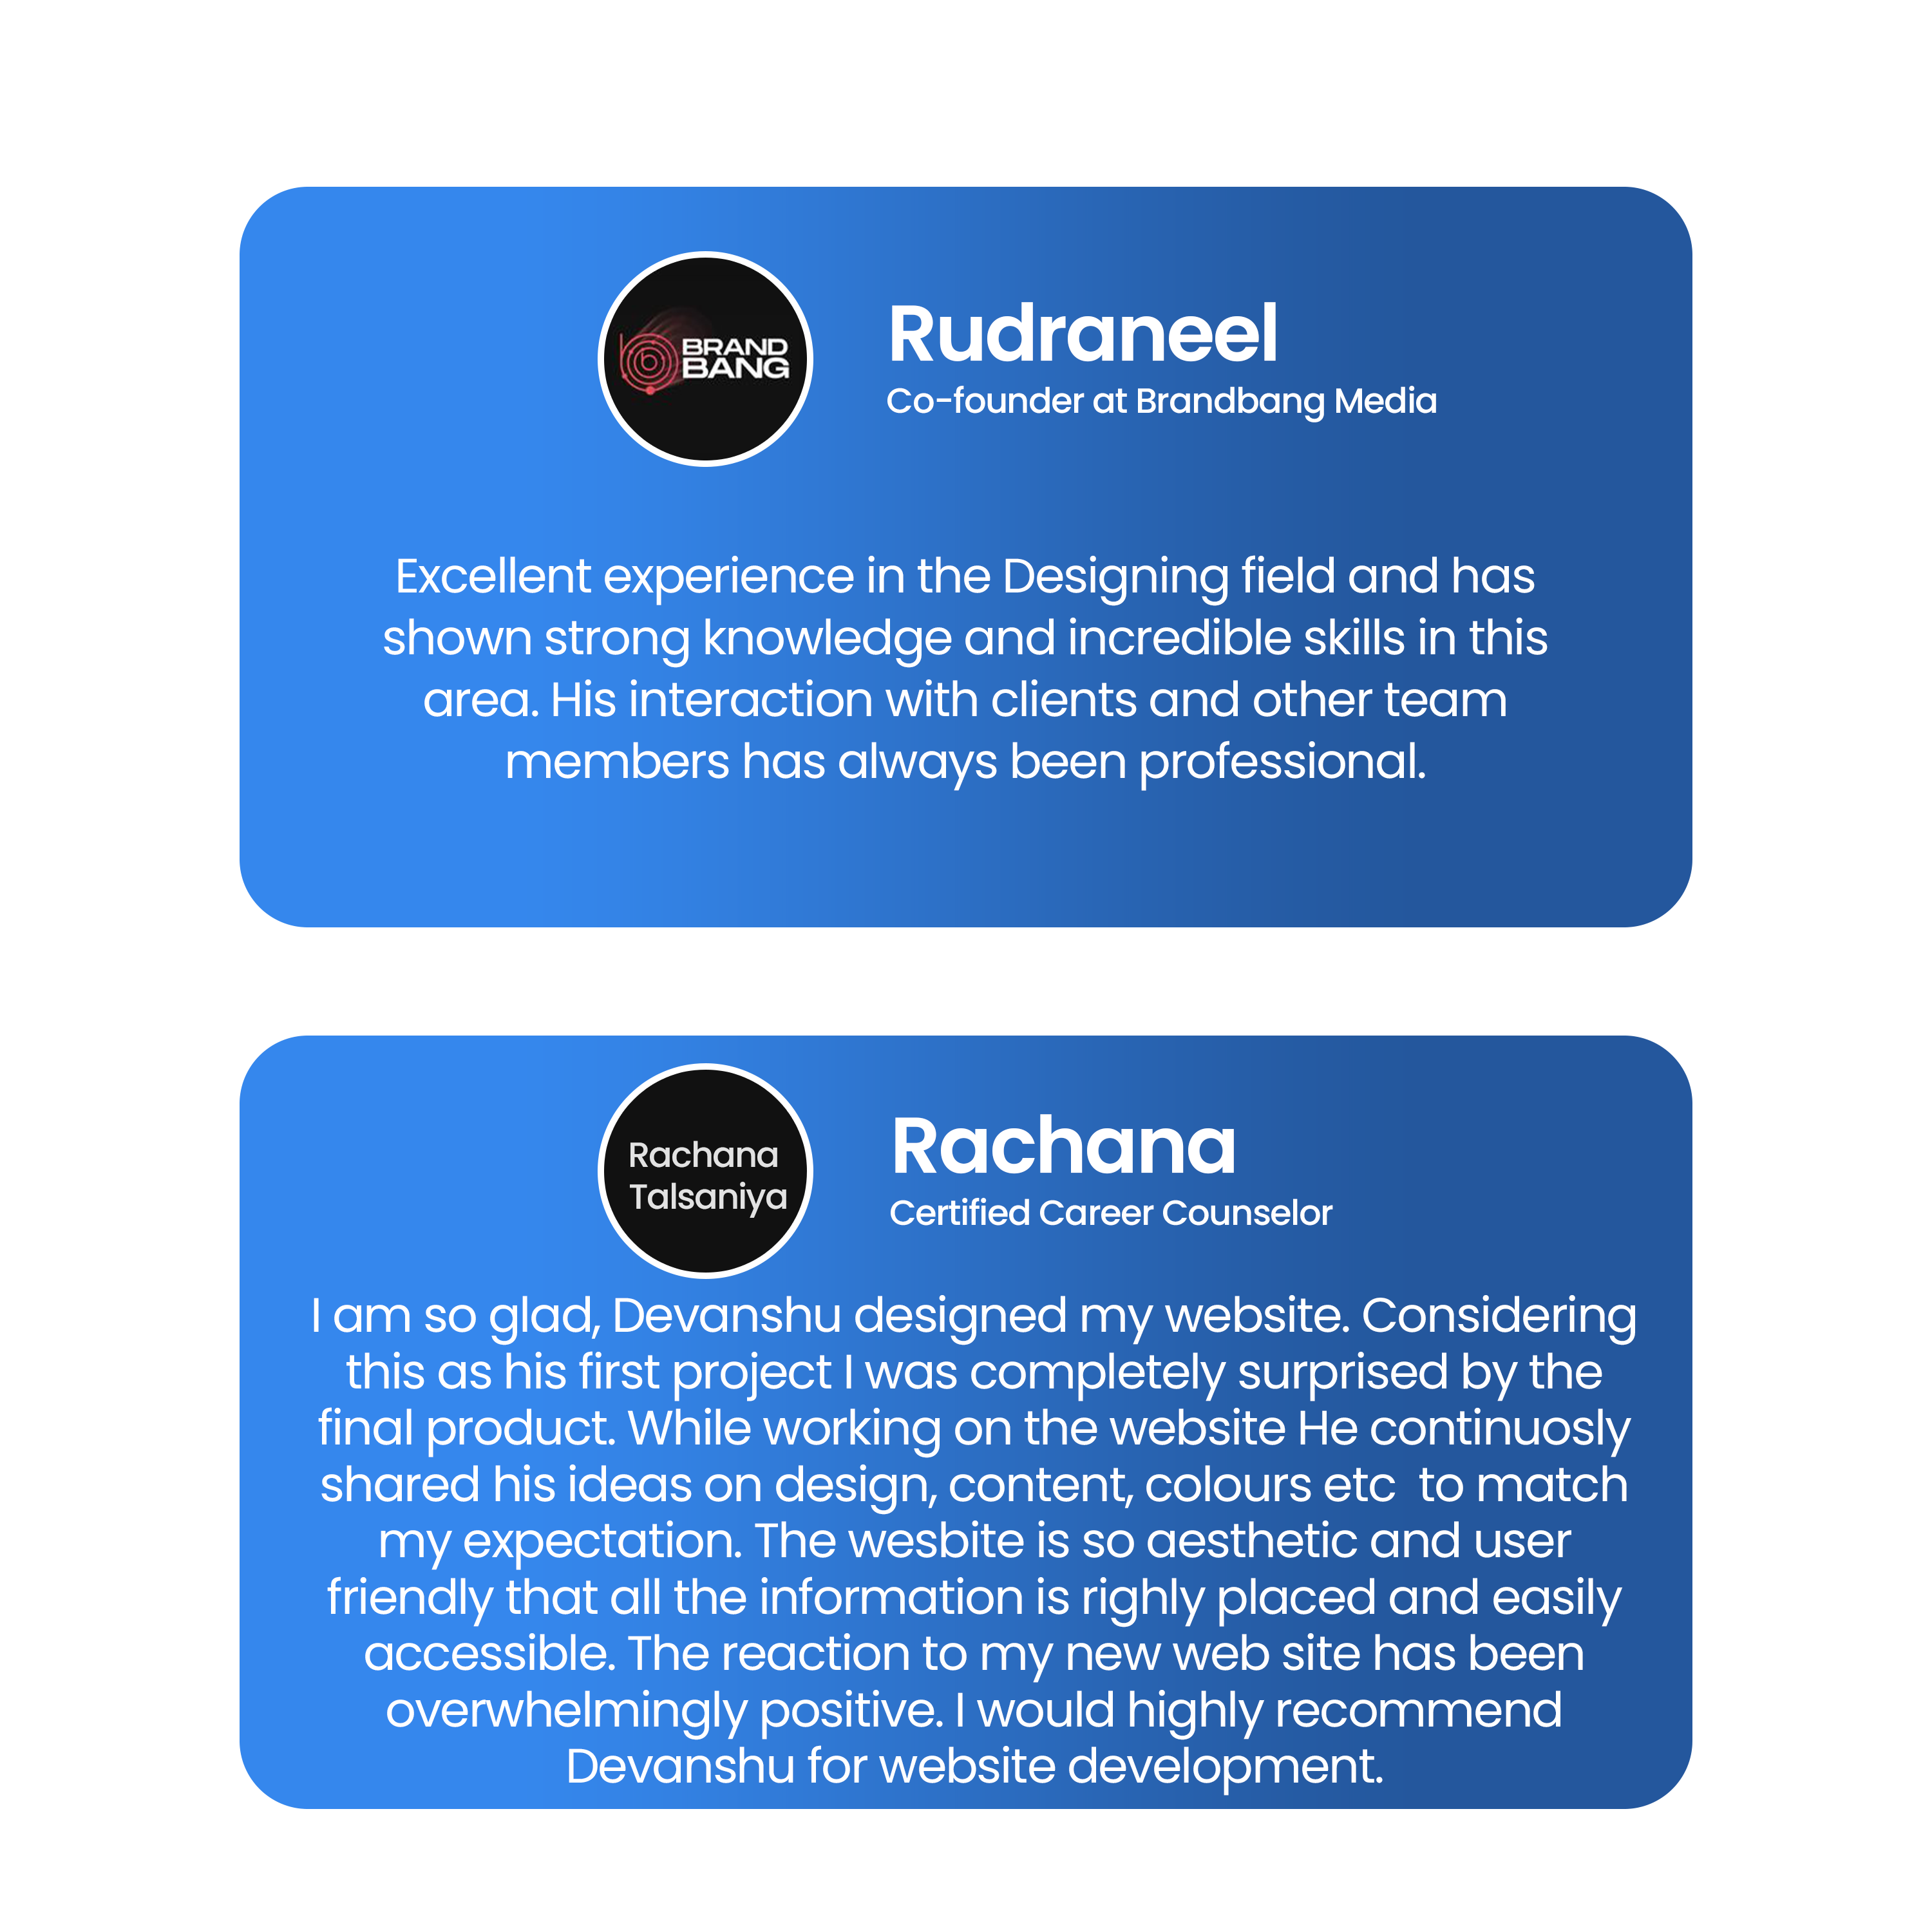 BRAND
BANG
Rudraneel
Co-founder at Brandbang Media
Excellent experience in the Designing field and has
shown strong knowledge and incredible skills in this
area. His interaction with clients and other team
members has always been professional.
Rachana
Talsaniya
Rachana
Certified Career Counselor
I am so glad, Devanshu designed my website. Considering
this as his first project I was completely surprised by the
final product. While working on the website He continuosly
shared his ideas on design, content, colours etc  to match
my expectation. The wesbite is so aesthetic and user
friendly that all the information is righly placed and easily
accessible. The reaction to my new web site has been
overwhelmingly positive. I would highly recommend
Devanshu for website development.